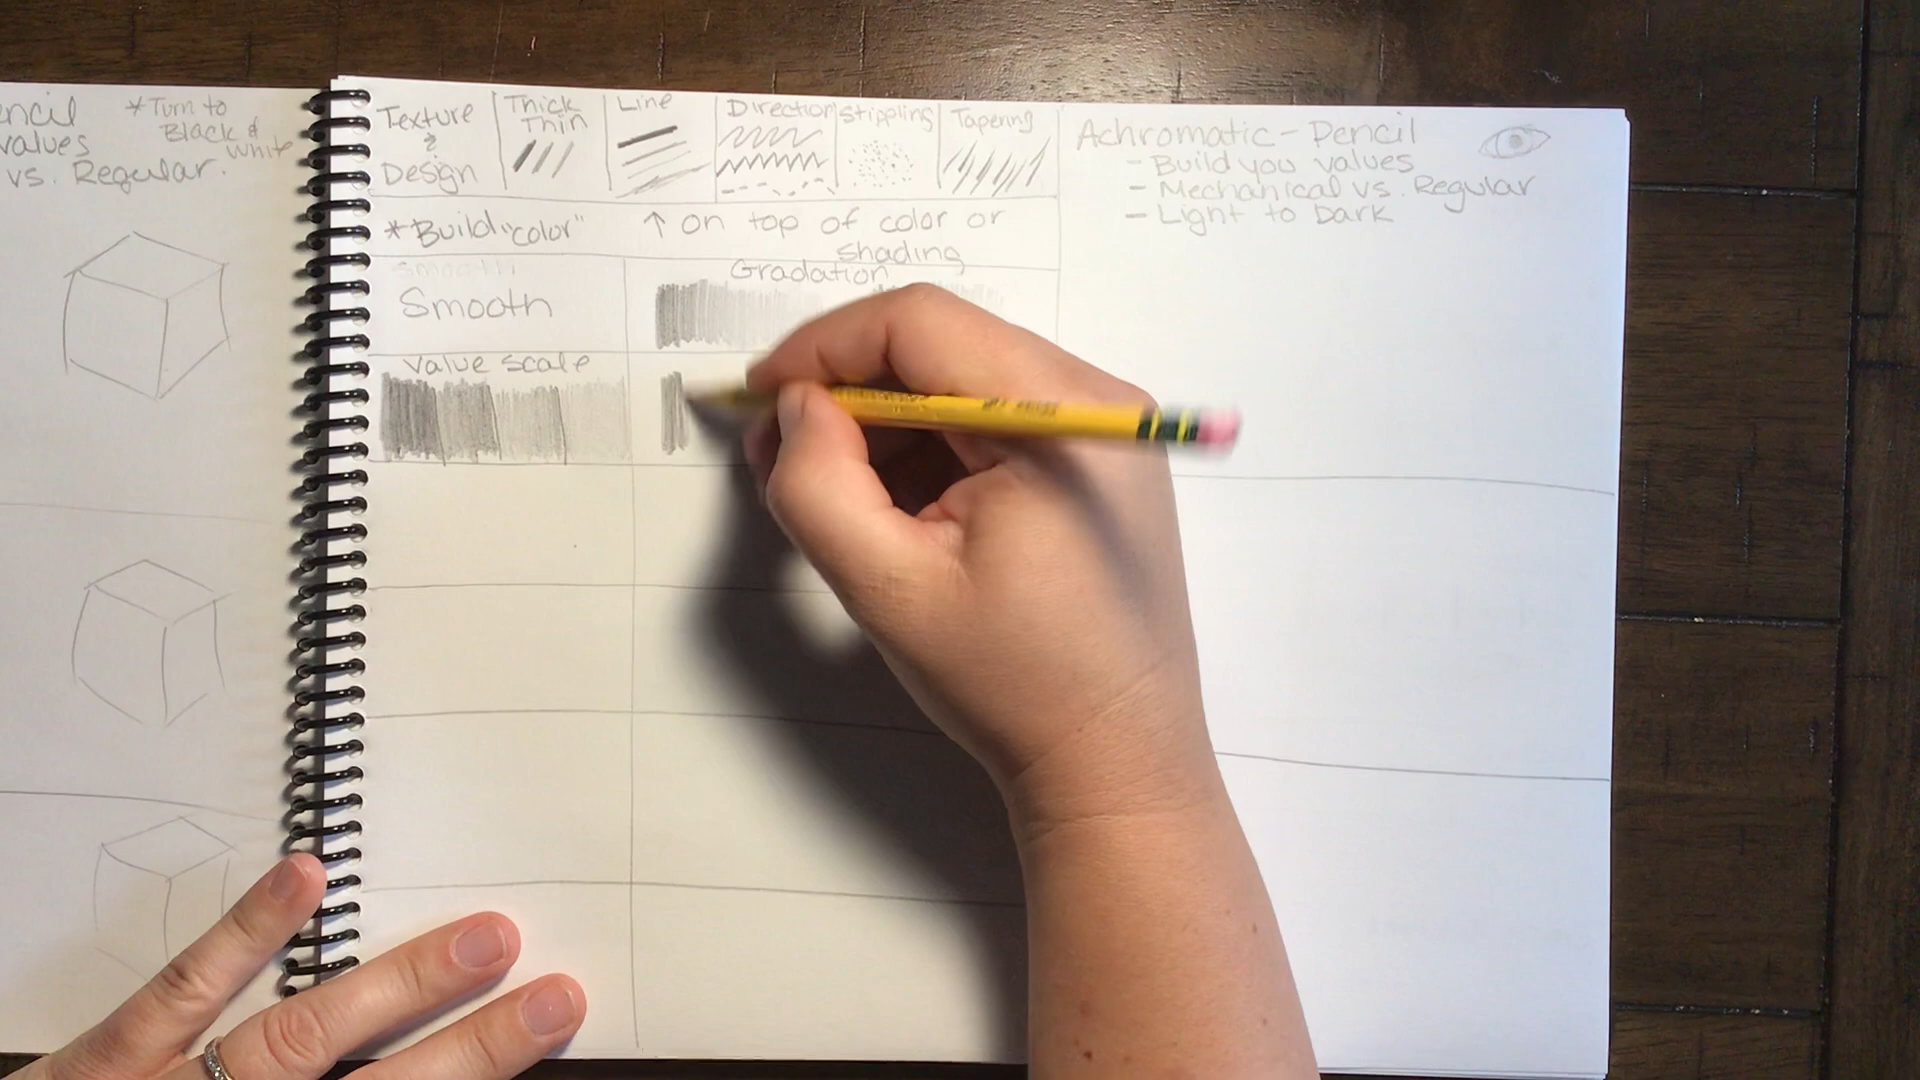 *Turn to
Black &
white
values
vs. Regular.
Texture
&
Design
Thick
Thin
Line
Direction
Stippling
Tapering
*Build "color"
↑ on top of color or
shading
Smooth
Smooth
Gradation
Value scale
Achromatic - Pencil
- Build you values
- Mechanical vs. Regular
- Light to Dark